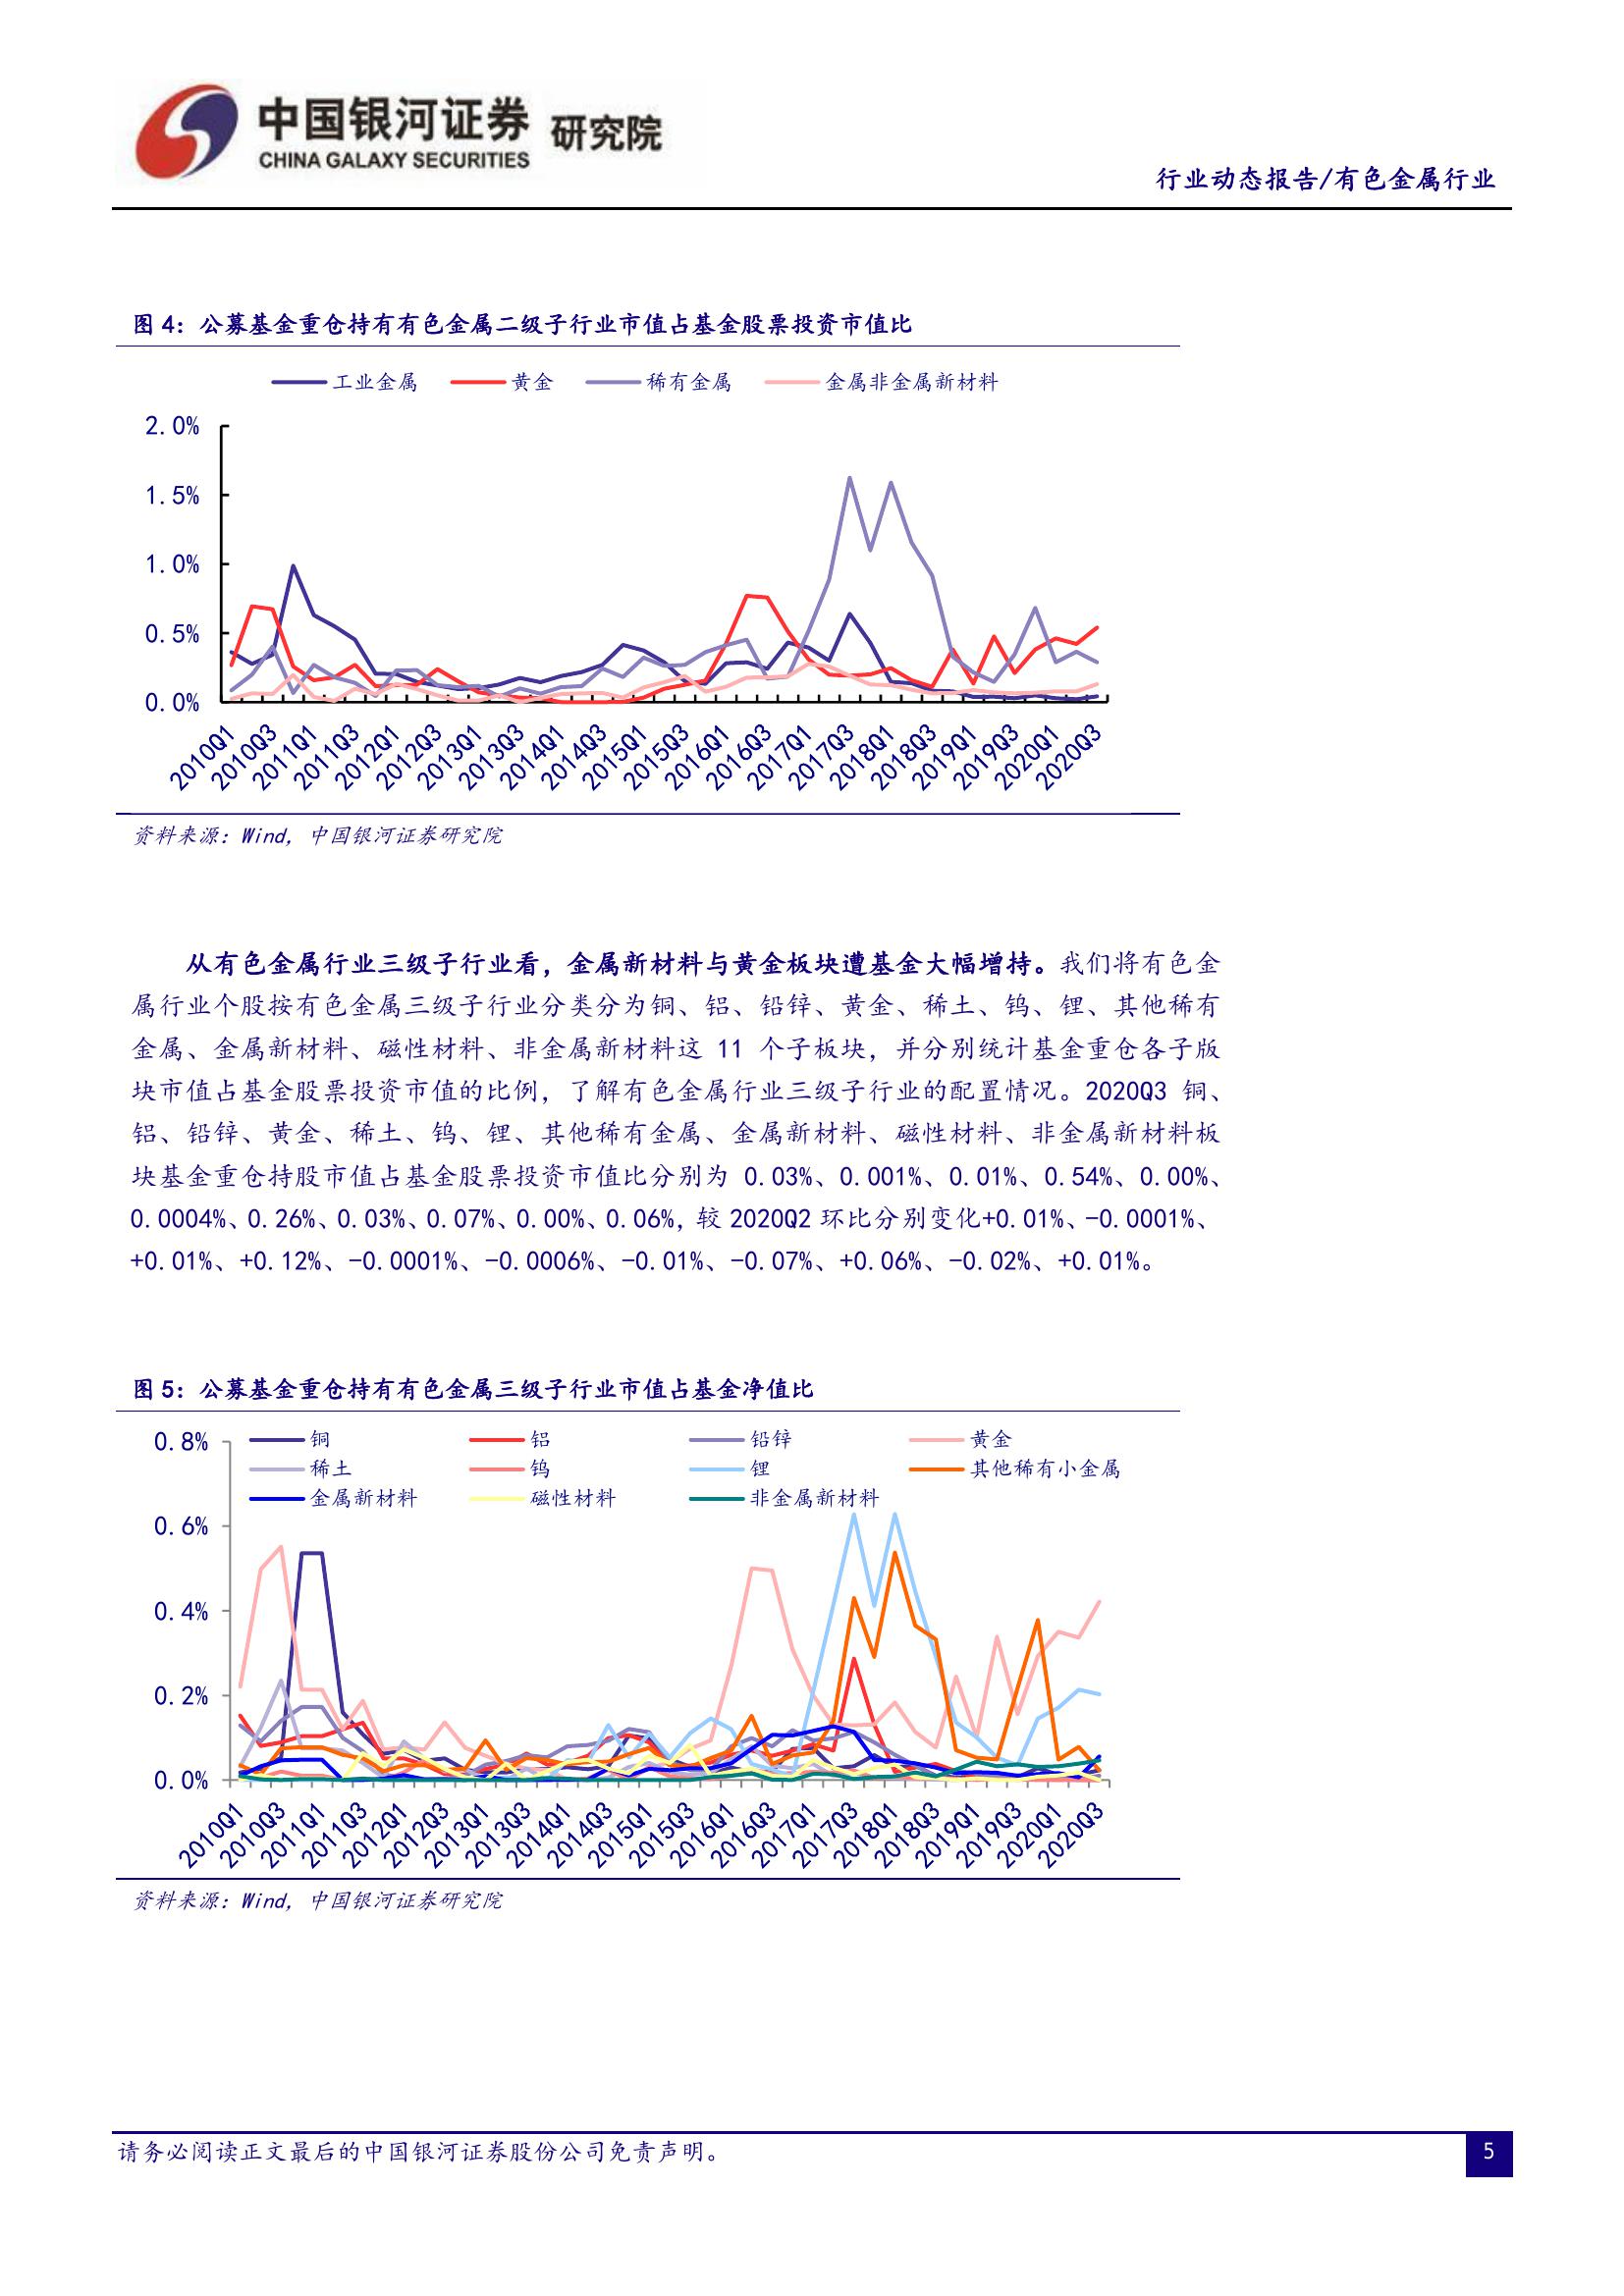 中国银河证券 研究院
CHINA GALAXY SECURITIES
行业动态报告/有色金属行业
图 4：公募基金重仓持有有色金属二级子行业市值占基金股票投资市值比
工业金属 黄金 稀有金属 金属非金属新材料
2.0%
1.5%
1.0%
0.5%
0.0%
2010Q1 2010Q3 2011Q1 2011Q3 2012Q1 2012Q3 2013Q1 2013Q3 2014Q1 2014Q3 2015Q1 2015Q3 2016Q1 2016Q3 2017Q1 2017Q3 2018Q1 2018Q3 2019Q1 2019Q3 2020Q1 2020Q3
资料来源：Wind，中国银河证券研究院
从有色金属行业三级子行业看，金属新材料与黄金板块遭基金大幅增持。我们将有色金
属行业个股按有色金属三级子行业分类分为铜、铝、铅锌、黄金、稀土、钨、锂、其他稀有
金属、金属新材料、磁性材料、非金属新材料这 11 个子板块，并分别统计基金重仓各子版
块市值占基金股票投资市值的比例，了解有色金属行业三级子行业的配置情况。2020Q3 铜、
铝、铅锌、黄金、稀土、钨、锂、其他稀有金属、金属新材料、磁性材料、非金属新材料板
块基金重仓持股市值占基金股票投资市值比分别为 0.03%、0.001%、0.01%、0.54%、0.00%、
0.0004%、0.26%、0.03%、0.07%、0.00%、0.06%，较 2020Q2 环比分别变化+0.01%、-0.0001%、
+0.01%、+0.12%、-0.0001%、-0.0006%、-0.01%、-0.07%、+0.06%、-0.02%、+0.01%。
图 5：公募基金重仓持有有色金属三级子行业市值占基金净值比
铜 铝 铅锌 黄金
稀土 钨 锂 其他稀有小金属
金属新材料 磁性材料 非金属新材料
0.8%
0.6%
0.4%
0.2%
0.0%
2010Q1 2010Q3 2011Q1 2011Q3 2012Q1 2012Q3 2013Q1 2013Q3 2014Q1 2014Q3 2015Q1 2015Q3 2016Q1 2016Q3 2017Q1 2017Q3 2018Q1 2018Q3 2019Q1 2019Q3 2020Q1 2020Q3
资料来源：Wind，中国银河证券研究院
请务必阅读正文最后的中国银河证券股份公司免责声明。
5